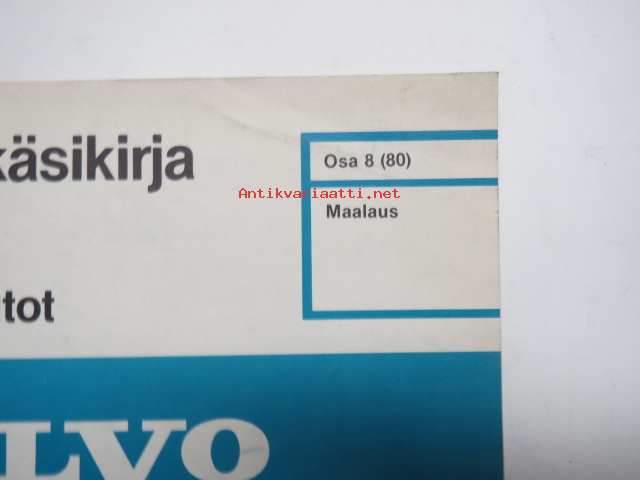 käsikirja
Osa 8 (80)
Antikvariaatti.net
Maalaus
tot
LVO